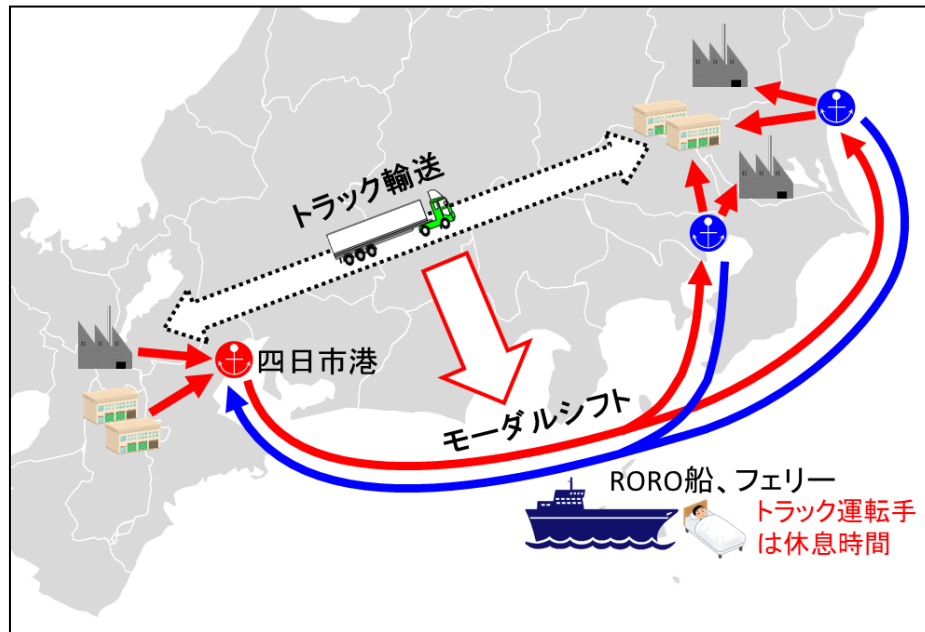 トラック輸送
四日市港
モーダルシフト
RORO船、フェリー
トラック運転手
は休息時間